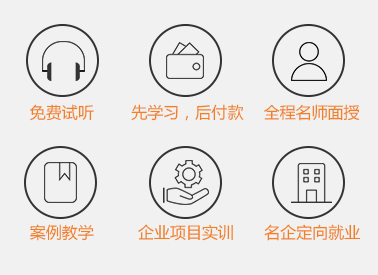 免费试听
先学习，后付款
全程名师面授
案例教学
企业项目实训
名企定向就业